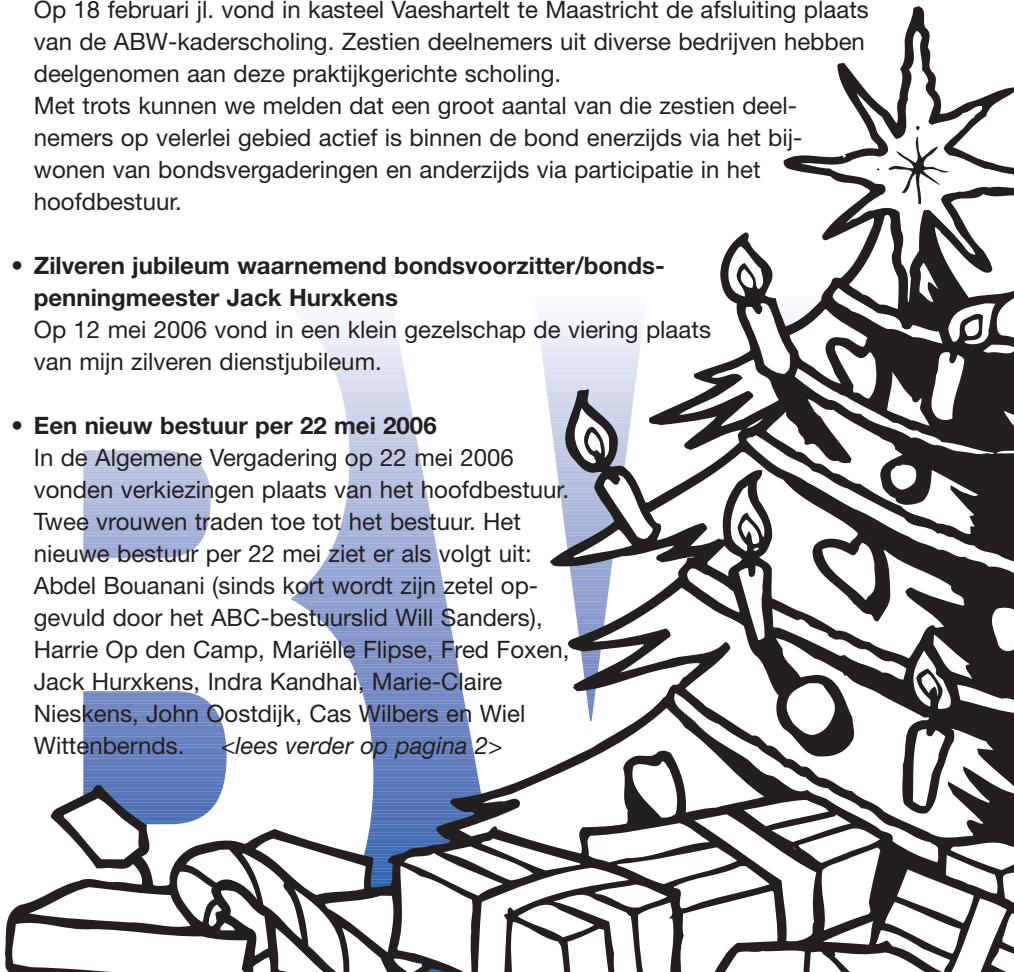 Op 18 februari jl. vond in kasteel Vaeshartelt te Maastricht de afsluiting plaats
van de ABW-kaderscholing. Zestien deelnemers uit diverse bedrijven hebben
deelgenomen aan deze praktijkgerichte scholing.
Met trots kunnen we melden dat een groot aantal van die zestien deel-
nemers op velerlei gebied actief is binnen de bond enerzijds via het bij-
wonen van bondsvergaderingen en anderzijds via participatie in het
hoofdbestuur.
• Zilveren jubileum waarnemend bondsvoorzitter/bonds-
penningmeester Jack Hurxkens
Op 12 mei 2006 vond in een klein gezelschap de viering plaats
van mijn zilveren dienstjubileum.
• Een nieuw bestuur per 22 mei 2006
In de Algemene Vergadering op 22 mei 2006
vonden verkiezingen plaats van het hoofdbestuur.
Twee vrouwen traden toe tot het bestuur. Het
nieuwe bestuur per 22 mei ziet er als volgt uit:
Abdel Bouanani (sinds kort wordt zijn zetel op-
gevuld door het ABC-bestuurslid Will Sanders),
Harrie Op den Camp, Mariëlle Flipse, Fred Foxen,
Jack Hurxkens, Indra Kandhai, Marie-Claire
Nieskens, John Oostdijk, Cas Wilbers en Wiel
Wittenbernds. <lees verder op pagina 2>